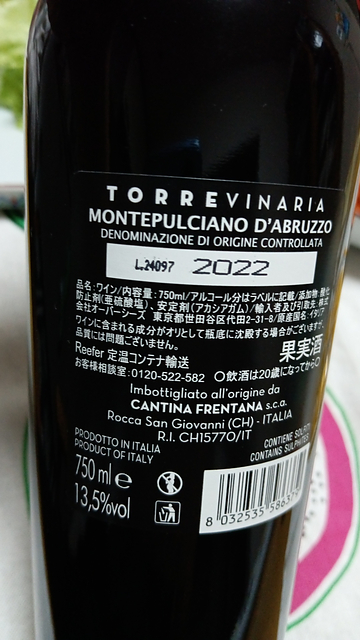 TORREVINARIA
MONTEPULCIANO D'ABRUZZO
DENOMINAZIONE DI ORIGINE CONTROLLATA
L.24097 2022
品名:ワイン/内容量:750ml/アルコール分はラベルに記載/添加物:酸化
防止剤(亜硫酸塩)、安定剤(アカシアガム)/輸入者及び引取先:株式
会社オーバーシーズ 東京都世田谷区代田2-31-8/原産国名:イタリア
ワインに含まれる成分がオリとして瓶底に沈殿する場合がございますが、
品質には問題ございません。
果実酒
Reefer 定温コンテナ輸送
お客様相談室:0120-522-582 〇飲酒は20歳になってから〇
Imbottigliato all'origine da
CANTINA FRENTANA s.c.a.
Rocca San Giovanni (CH) - ITALIA
R.I. CH15770/IT
PRODOTTO IN ITALIA
PRODUCT OF ITALY
CONTIENE SOLFITI
CONTAINS SULPHITES
750 ml e
13,5%vol
8 032535